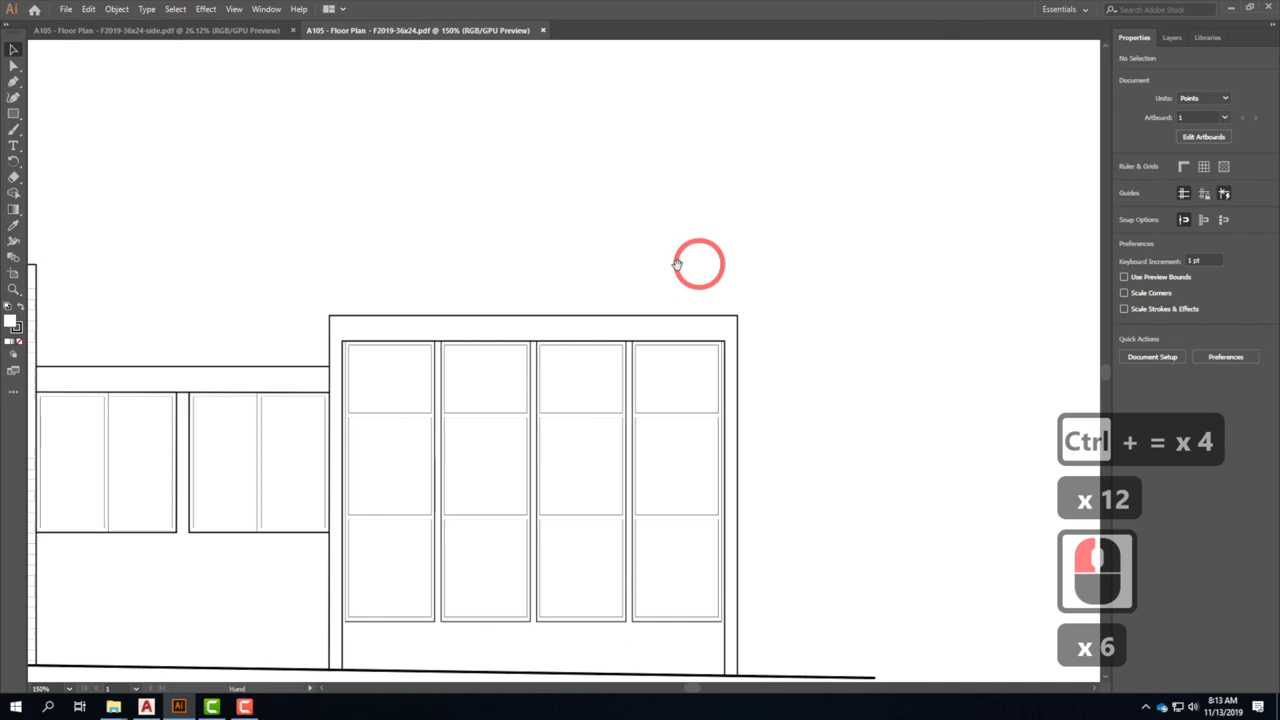 Ai File Edit Object Type Select Effect View Window Help Essentials Search Adobe Stock
A105 - Floor Plan - F2019-36x24-side.pdf @ 26.12% (RGB/GPU Preview) × A105 - Floor Plan - F2019-36x24.pdf @ 150% (RGB/GPU Preview) ×
Properties Layers Libraries
No Selection
Document
Units: Points
Artboard: 1
Edit Artboards
Ruler & Grids
Guides
Snap Options
Preferences
Keyboard Increment: 1 pt
Use Preview Bounds
Scale Corners
Scale Strokes & Effects
Quick Actions
Document Setup Preferences
Ctrl + = x 4
x 12
x 6
150% 1 Hand
A Ai C C
8:13 AM
11/13/2019